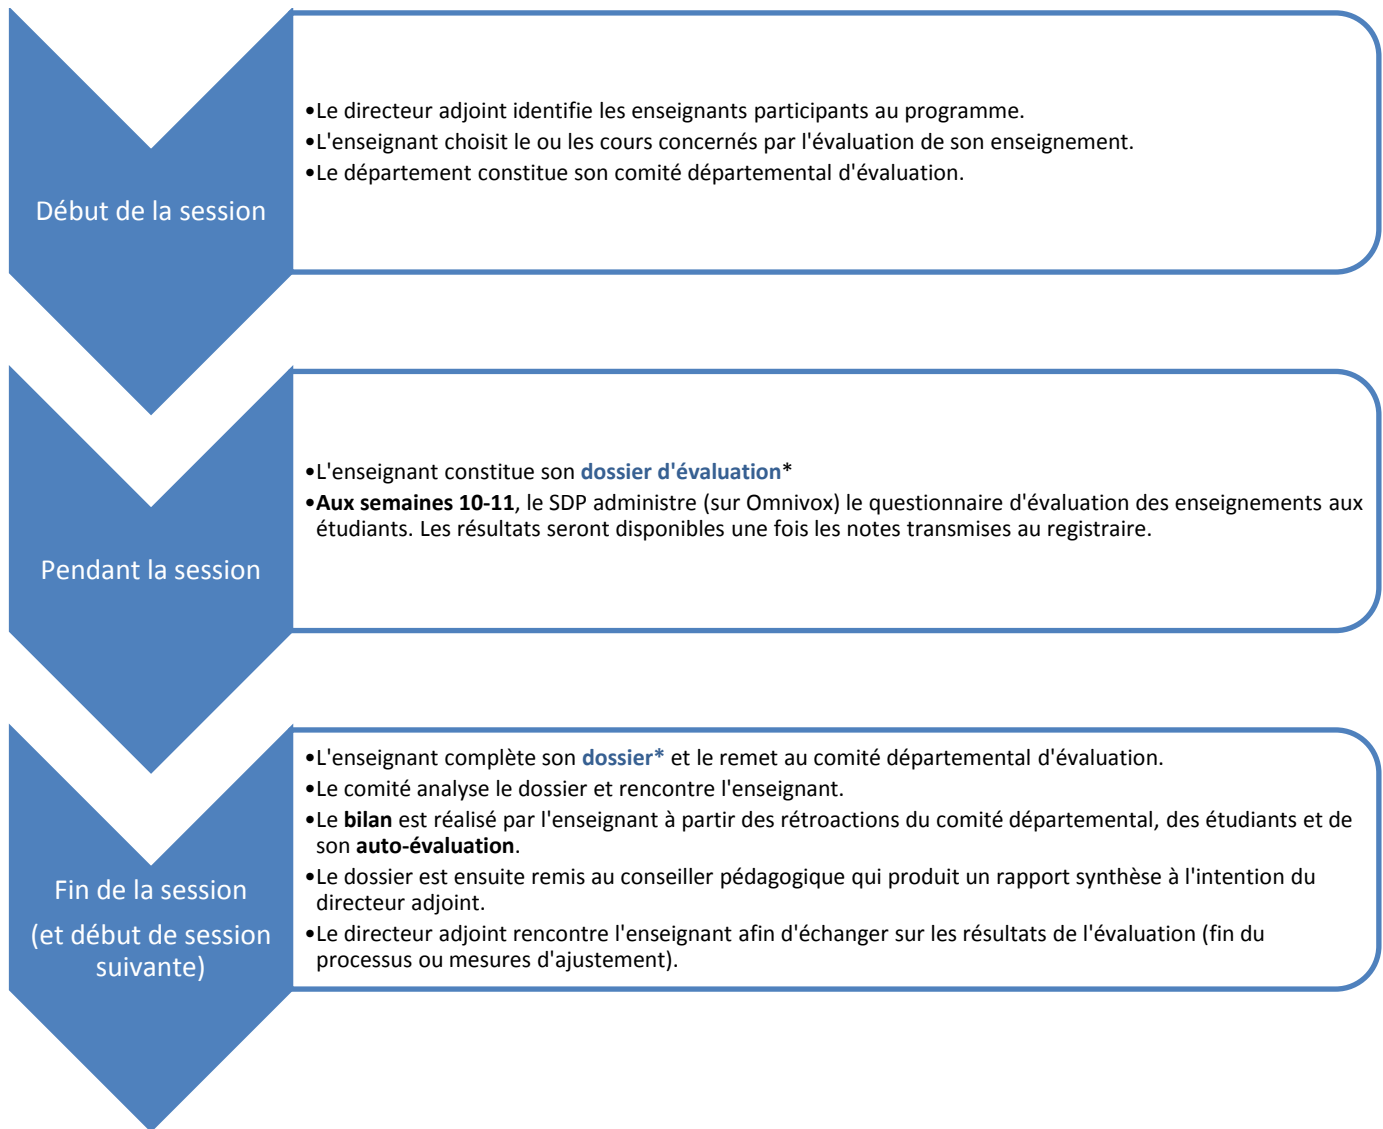 Début de la session
•Le directeur adjoint identifie les enseignants participants au programme.
•L'enseignant choisit le ou les cours concernés par l'évaluation de son enseignement.
•Le département constitue son comité départemental d'évaluation.
Pendant la session
•L'enseignant constitue son dossier d'évaluation*
•Aux semaines 10-11, le SDP administre (sur Omnivox) le questionnaire d'évaluation des enseignements aux
étudiants. Les résultats seront disponibles une fois les notes transmises au registraire.
Fin de la session
(et début de session
suivante)
•L'enseignant complète son dossier* et le remet au comité départemental d'évaluation.
•Le comité analyse le dossier et rencontre l'enseignant.
•Le bilan est réalisé par l'enseignant à partir des rétroactions du comité départemental, des étudiants et de
son auto-évaluation.
•Le dossier est ensuite remis au conseiller pédagogique qui produit un rapport synthèse à l'intention du
directeur adjoint.
•Le directeur adjoint rencontre l'enseignant afin d'échanger sur les résultats de l'évaluation (fin du
processus ou mesures d'ajustement).